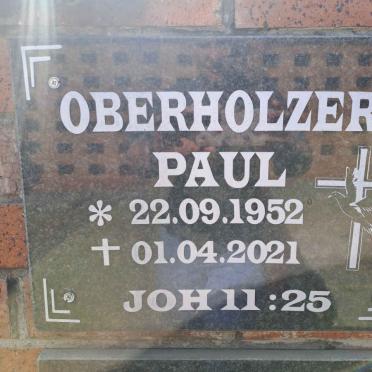 OBERHOLZER
PAUL
* 22.09.1952
✝ 01.04.2021
JOH 11:25